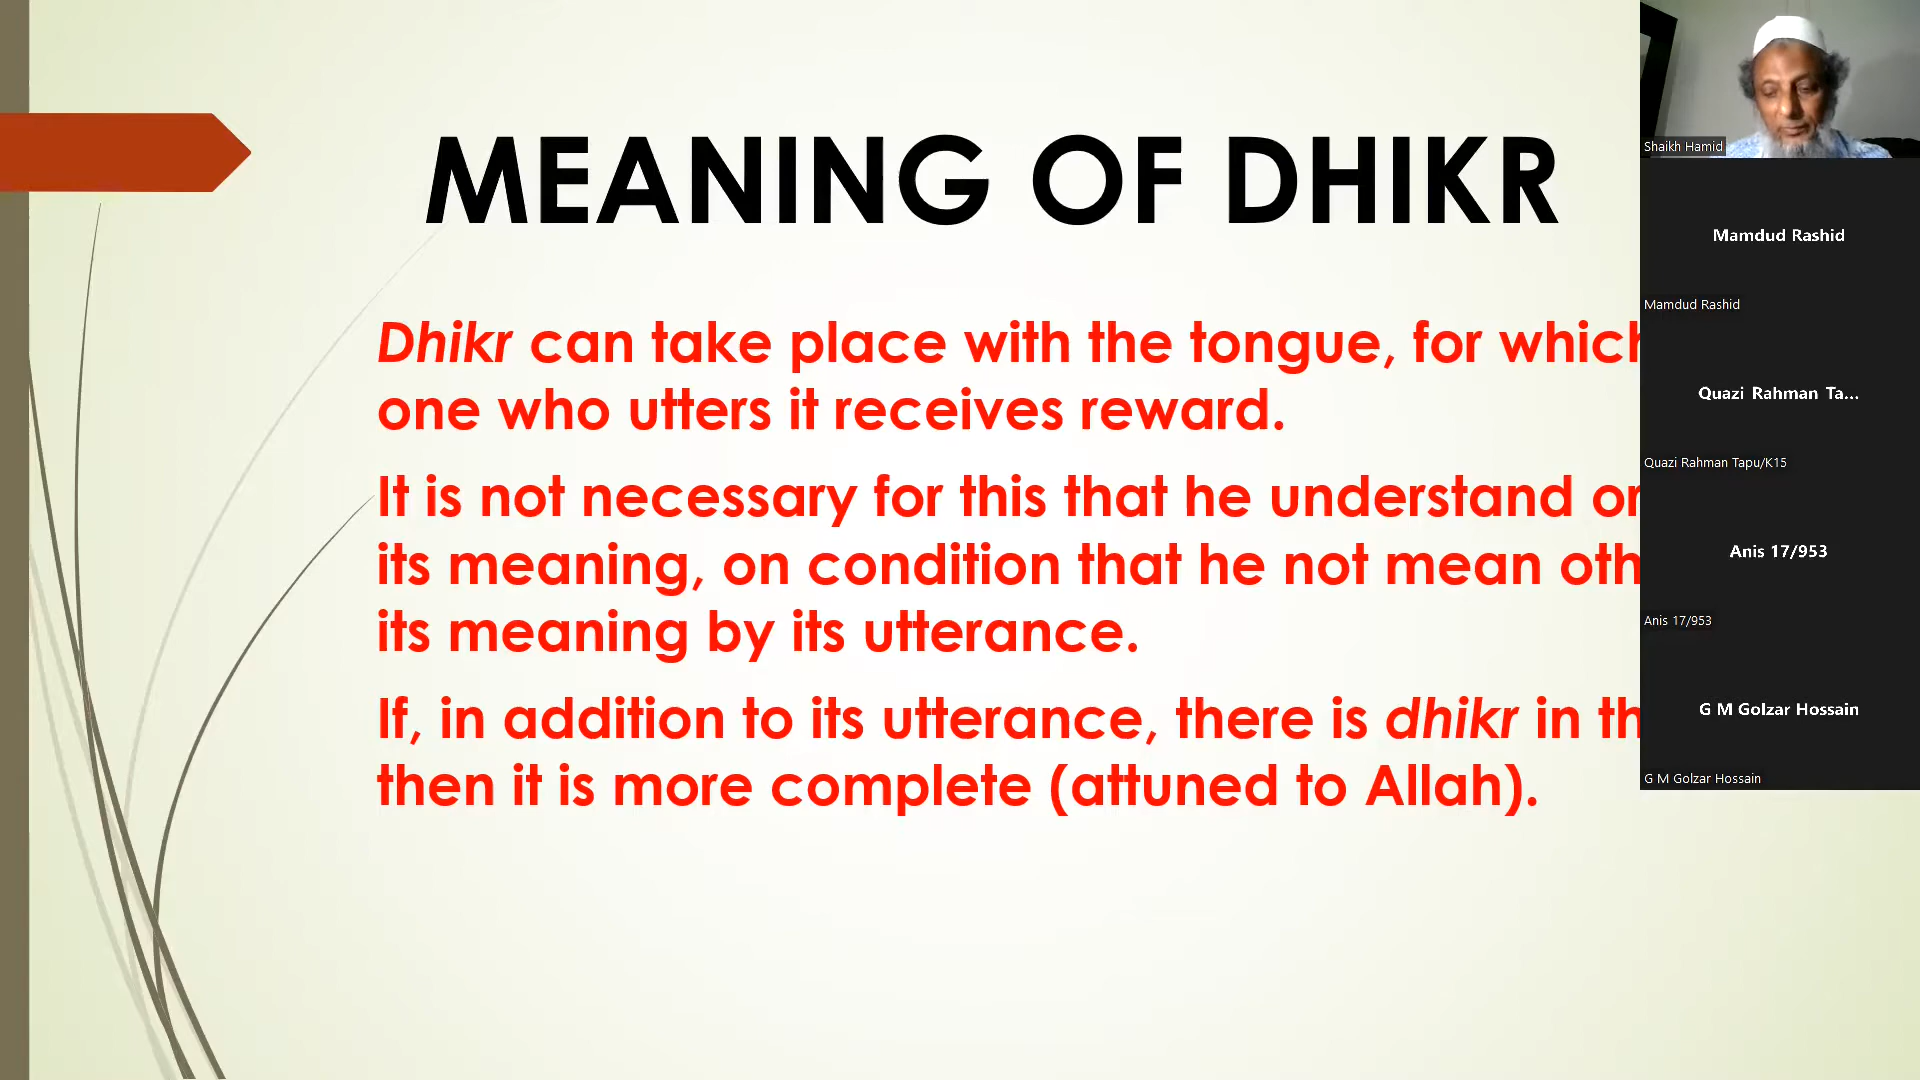 MEANING OF DHIKR
Dhikr can take place with the tongue, for which
one who utters it receives reward.
It is not necessary for this that he understand or
its meaning, on condition that he not mean oth
its meaning by its utterance.
If, in addition to its utterance, there is dhikr in th
then it is more complete (attuned to Allah).
Shaikh Hamid
Mamdud Rashid
Mamdud Rashid
Quazi Rahman Ta...
Quazi Rahman Tapu/K15
Anis 17/953
Anis 17/953
G M Golzar Hossain
G M Golzar Hossain